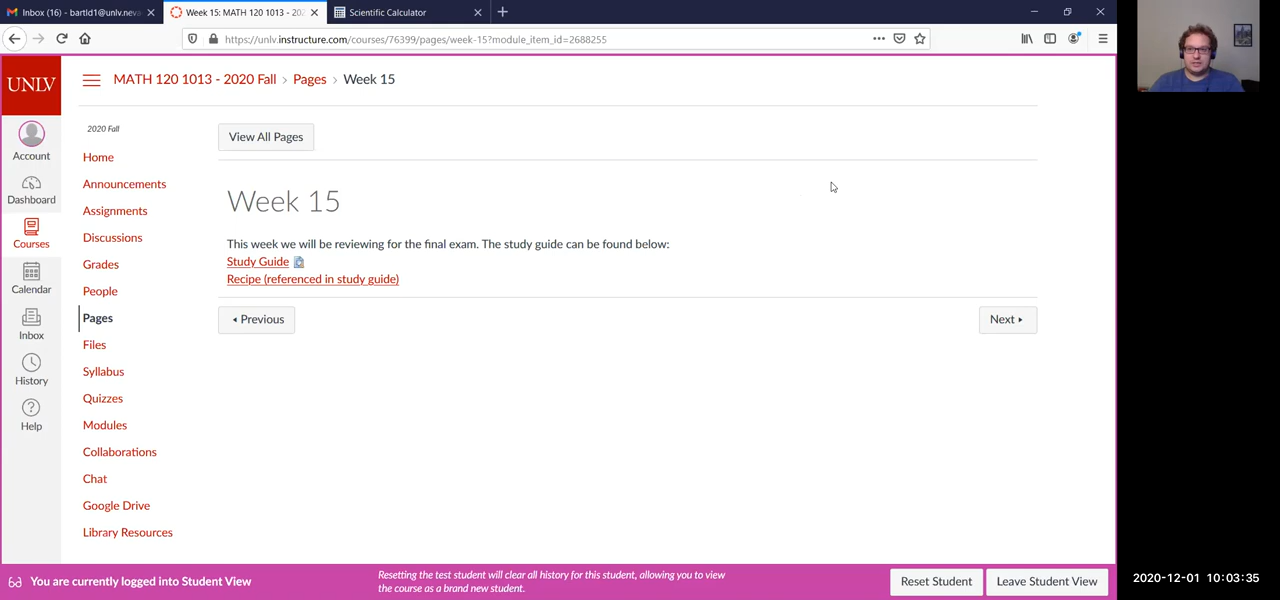 Inbox (16) - bartld1@unlv.neva
Week 15: MATH 120 1013 - 202
Scientific Calculator
https://unlv.instructure.com/courses/76399/pages/week-15?module_item_id=2688255
UNLV
MATH 120 1013 - 2020 Fall > Pages > Week 15
Account
Dashboard
Courses
Calendar
Inbox
History
Help
2020 Fall
Home
Announcements
Assignments
Discussions
Grades
People
Pages
Files
Syllabus
Quizzes
Modules
Collaborations
Chat
Google Drive
Library Resources
View All Pages
Week 15
This week we will be reviewing for the final exam. The study guide can be found below:
Study Guide
Recipe (referenced in study guide)
Previous
Next
You are currently logged into Student View
Resetting the test student will clear all history for this student, allowing you to view
the course as a brand new student.
Reset Student
Leave Student View
2020-12-01 10:03:35